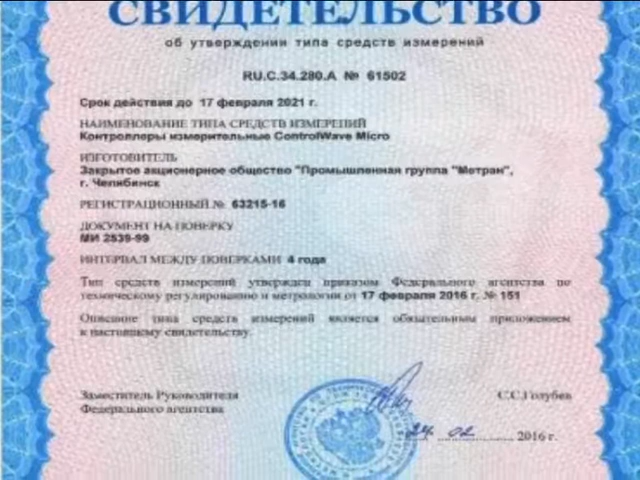 СВИДЕТЕЛЬСТВО
об утверждении типа средств измерений
RU.C.34.280.A № 61502
Срок действия до 17 февраля 2021 г.
НАИМЕНОВАНИЕ ТИПА СРЕДСТВ ИЗМЕРЕНИЙ
Контроллеры измерительные ControlWave Micro
ИЗГОТОВИТЕЛЬ
Закрытое акционерное общество "Промышленная группа "Метран",
г. Челябинск
РЕГИСТРАЦИОННЫЙ № 63215-16
ДОКУМЕНТ НА ПОВЕРКУ
МИ 2539-99
ИНТЕРВАЛ МЕЖДУ ПОВЕРКАМИ 4 года
Тип средств измерений утвержден приказом Федерального агентства по
техническому регулированию и метрологии от 17 февраля 2016 г. № 151
Описание типа средств измерений является обязательным приложением
к настоящему свидетельству.
Заместитель Руководителя
С.С.Голубев
Федерального агентства
24 02 2016 г.